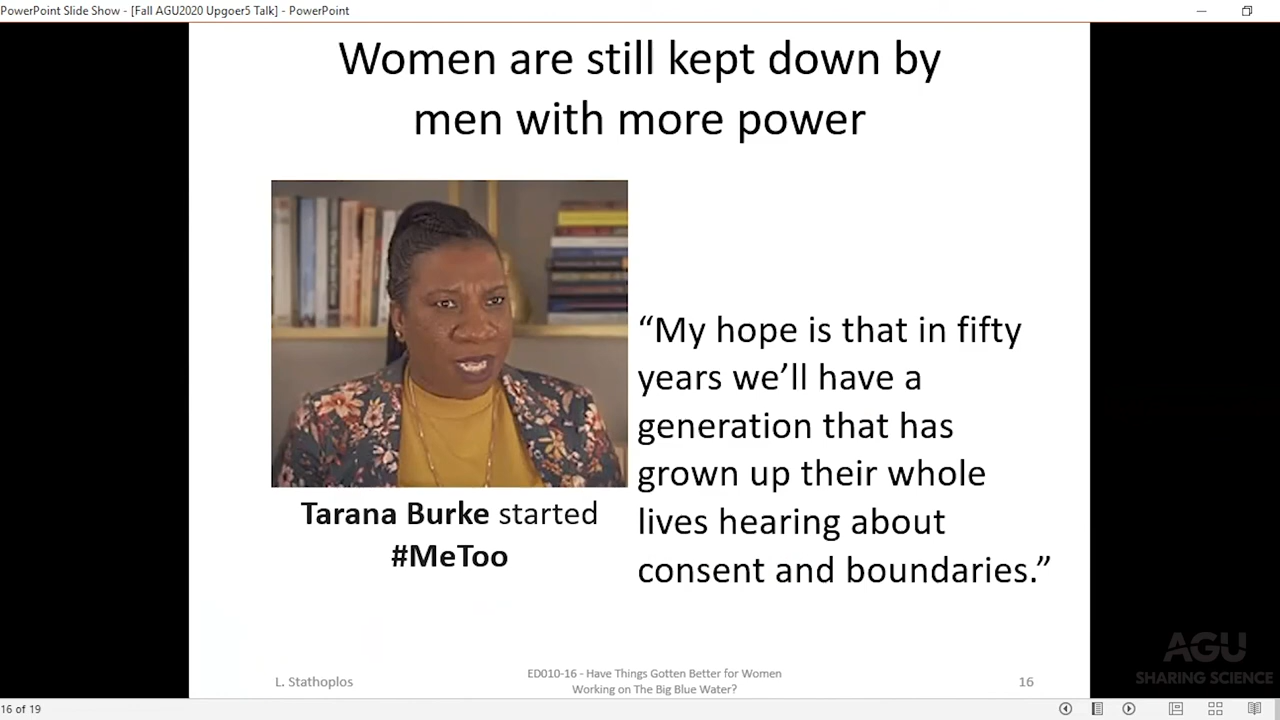 PowerPoint Slide Show - [Fall AGU2020 Upgoer5 Talk] - PowerPoint
Women are still kept down by
men with more power
“My hope is that in fifty
years we’ll have a
generation that has
grown up their whole
lives hearing about
consent and boundaries.”
Tarana Burke started
#MeToo
L. Stathoplos
ED010-16 - Have Things Gotten Better for Women
Working on The Big Blue Water?
16
AGU
SHARING SCIENCE
16 of 19